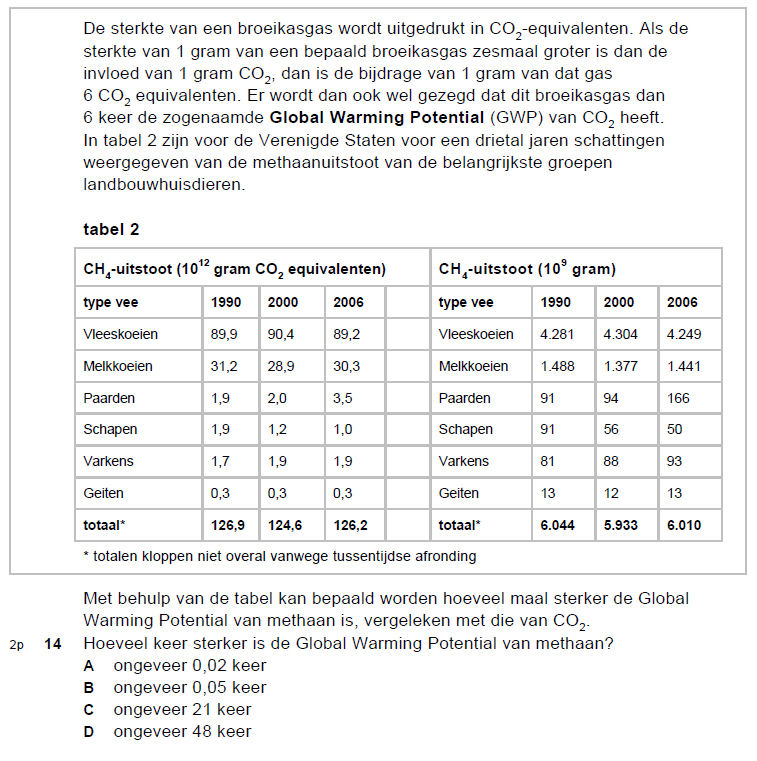 De sterkte van een broeikasgas wordt uitgedrukt in CO₂-equivalenten. Als de
sterkte van 1 gram van een bepaald broeikasgas zesmaal groter is dan de
invloed van 1 gram CO₂, dan is de bijdrage van 1 gram van dat gas
6 CO₂ equivalenten. Er wordt dan ook wel gezegd dat dit broeikasgas dan
6 keer de zogenaamde Global Warming Potential (GWP) van CO₂ heeft.
In tabel 2 zijn voor de Verenigde Staten voor een drietal jaren schattingen
weergegeven van de methaanuitstoot van de belangrijkste groepen
landbouwhuisdieren.
tabel 2
CH₄-uitstoot (10¹² gram CO₂ equivalenten) CH₄-uitstoot (10⁹ gram)
type vee 1990 2000 2006 type vee 1990 2000 2006
Vleeskoeien 89,9 90,4 89,2 Vleeskoeien 4.281 4.304 4.249
Melkkoeien 31,2 28,9 30,3 Melkkoeien 1.488 1.377 1.441
Paarden 1,9 2,0 3,5 Paarden 91 94 166
Schapen 1,9 1,2 1,0 Schapen 91 56 50
Varkens 1,7 1,9 1,9 Varkens 81 88 93
Geiten 0,3 0,3 0,3 Geiten 13 12 13
totaal* 126,9 124,6 126,2 totaal* 6.044 5.933 6.010
* totalen kloppen niet overal vanwege tussentijdse afronding
Met behulp van de tabel kan bepaald worden hoeveel maal sterker de Global
Warming Potential van methaan is, vergeleken met die van CO₂.
2p 14 Hoeveel keer sterker is de Global Warming Potential van methaan?
A ongeveer 0,02 keer
B ongeveer 0,05 keer
C ongeveer 21 keer
D ongeveer 48 keer